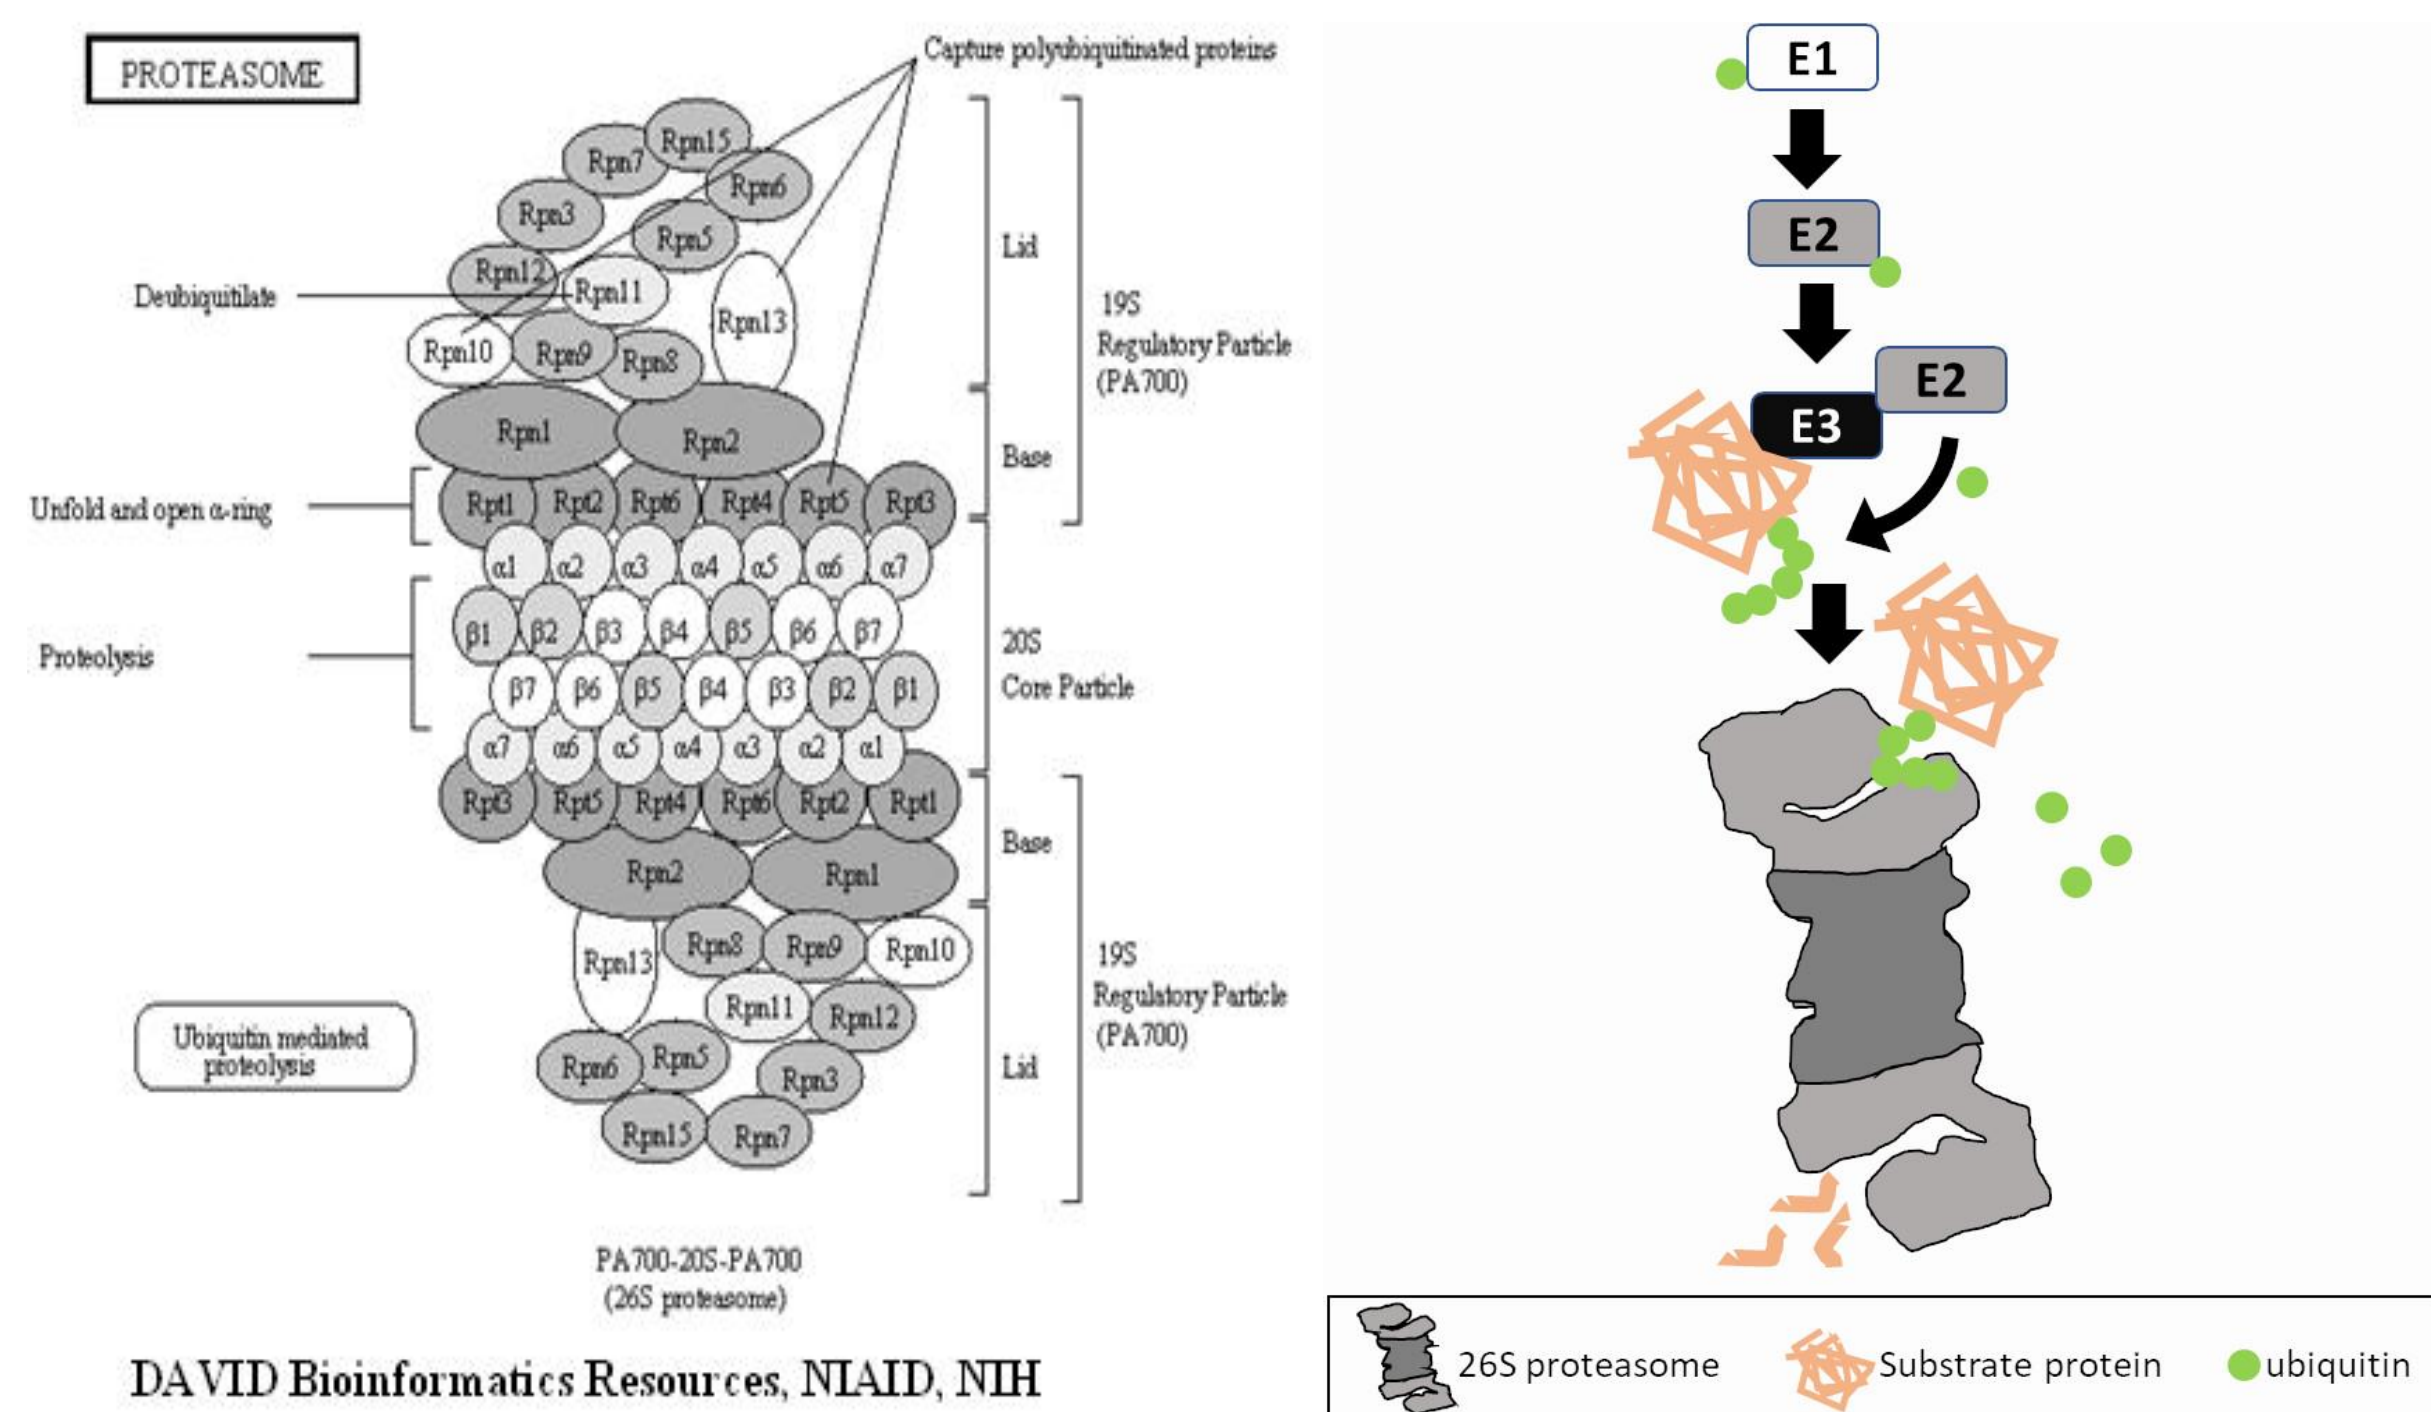 PROTEASOME
Capture polyubiquitinated proteins
Rpn15
Rpn7
Rpn6
Rpn3
Rpn5
Lid
Rpn12
Deubiquitilate
Rpn11
Rpn13
19S
Regulatory Particle
(PA700)
Rpn10
Rpn9
Rpn8
Rpn1
Rpn2
Base
Unfold and open α-ring
Rpt1 Rpt2 Rpt6 Rpt4 Rpt5 Rpt3
α1 α2 α3 α4 α5 α6 α7
β1 β2 β3 β4 β5 β6 β7
Proteolysis
20S
Core Particle
β7 β6 β5 β4 β3 β2 β1
α7 α6 α5 α4 α3 α2 α1
Rpt3 Rpt5 Rpt4 Rpt6 Rpt2 Rpt1
Base
Rpn2
Rpn1
Rpn13
Rpn8
Rpn9
Rpn10
19S
Regulatory Particle
(PA700)
Rpn11
Rpn12
Ubiquitin mediated
proteolysis
Rpn6
Rpn5
Rpn3
Lid
Rpn15
Rpn7
PA700-20S-PA700
(26S proteasome)
DAVID Bioinformatics Resources, NIAID, NIH
E1
E2
E2
E3
26S proteasome
Substrate protein
ubiquitin